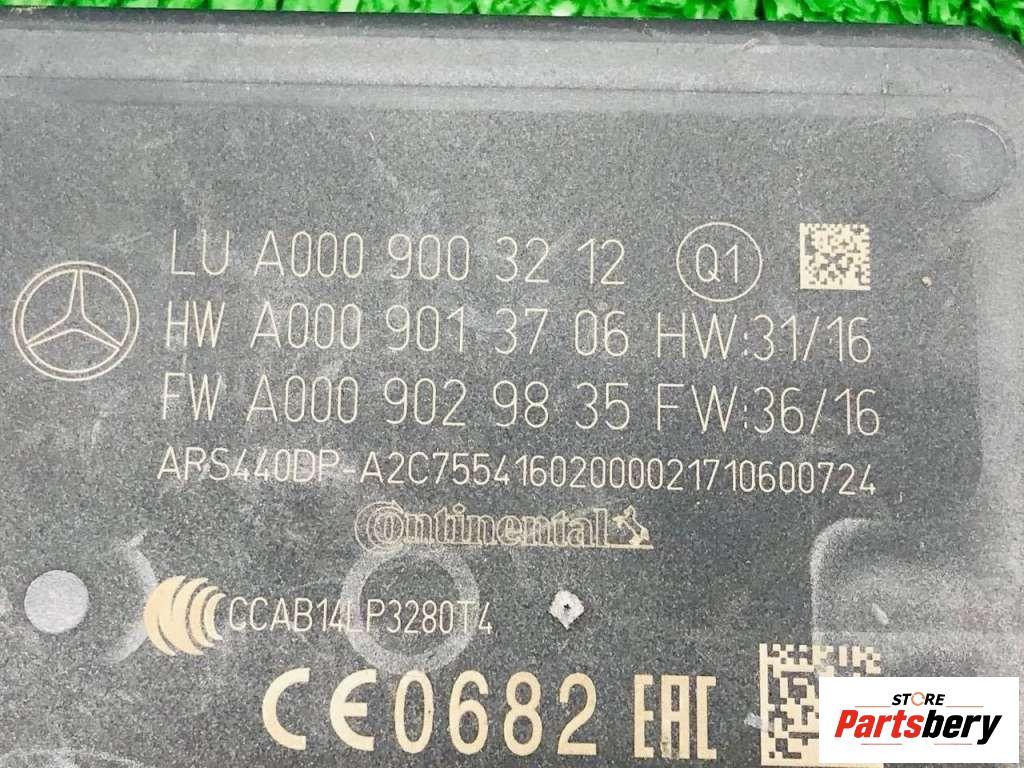 LU A000 900 32 12 Q1
HW A000 901 37 06 HW:31/16
FW A000 902 98 35 FW:36/16
ARS440DP-A2C75541602000021710600724
Continental
CCAB14LP3280T4
CE0682 EAC
STORE
Partsbery